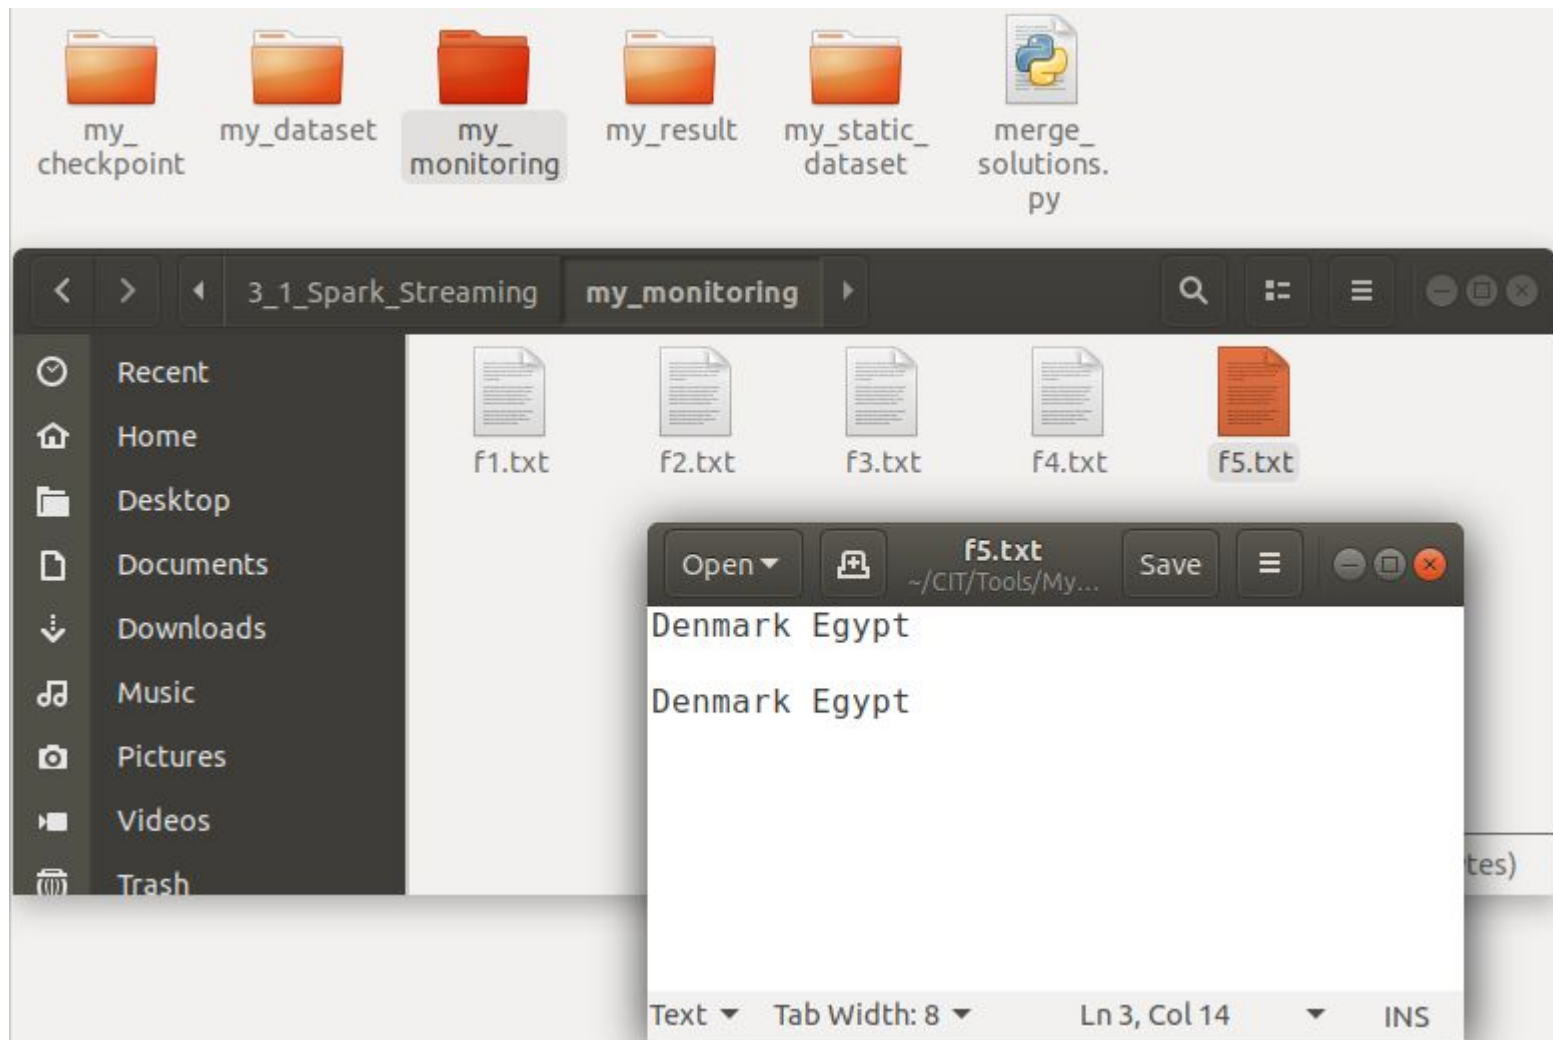 my_
checkpoint
my_dataset
my_
monitoring
my_result
my_static_
dataset
merge_
solutions.
py
3_1_Spark_Streaming
my_monitoring
Recent
Home
Desktop
Documents
Downloads
Music
Pictures
Videos
Trash
f1.txt
f2.txt
f3.txt
f4.txt
f5.txt
Open
f5.txt
~/CIT/Tools/My...
Save
Denmark Egypt
Denmark Egypt
tes)
Text
Tab Width: 8
Ln 3, Col 14
INS